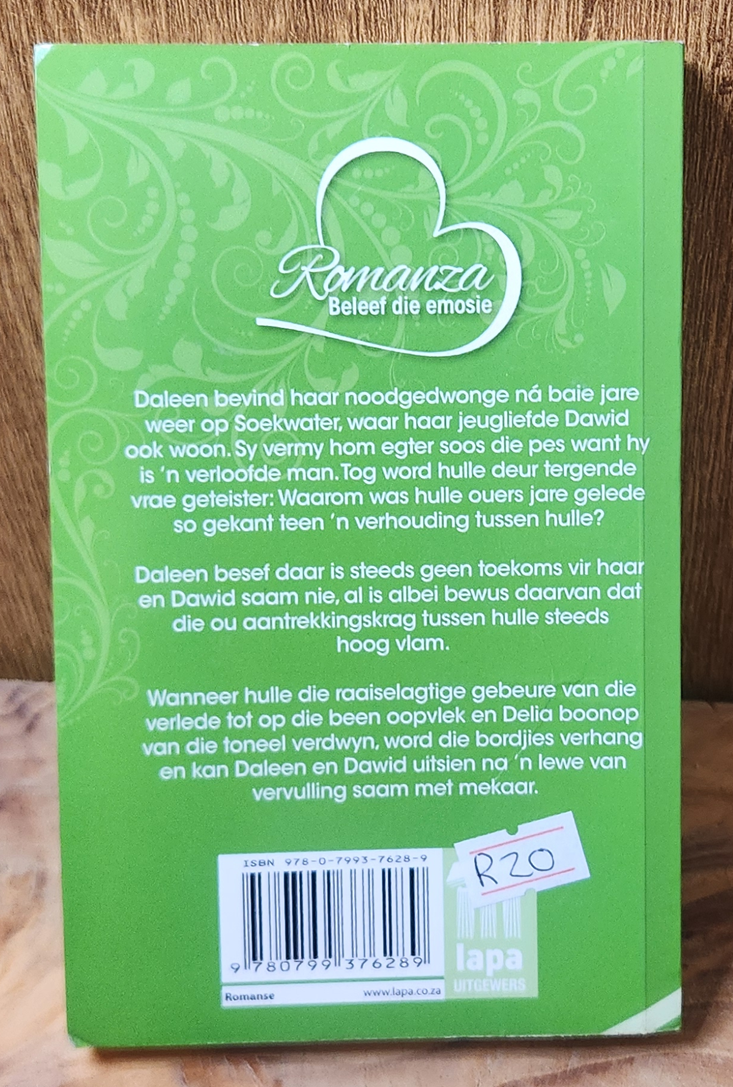 Romanza
Beleef die emosie
Daleen bevind haar noodgedwonge ná baie jare
weer op Soekwater, waar haar jeugliefde Dawid
ook woon. Sy vermy hom egter soos die pes want hy
is 'n verloofde man. Tog word hulle deur tergende
vrae geteister: Waarom was hulle ouers jare gelede
so gekant teen 'n verhouding tussen hulle?
Daleen besef daar is steeds geen toekoms vir haar
en Dawid saam nie, al is albei bewus daarvan dat
die ou aantrekkingskrag tussen hulle steeds
hoog vlam.
Wanneer hulle die raaiselagtige gebeure van die
verlede tot op die been oopvlek en Delia boonop
van die toneel verdwyn, word die bordjies verhang
en kan Daleen en Dawid uitsien na 'n lewe van
vervulling saam met mekaar.
ISBN 978-0-7993-7628-9
R20
9 780799 376289
lapa
UITGEWERS
Romanse www.lapa.co.za